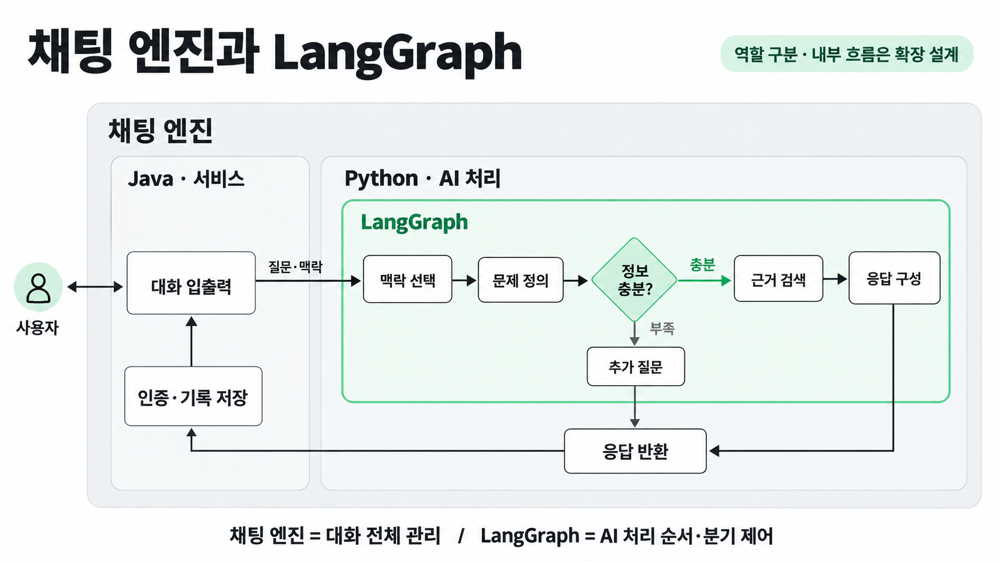 채팅 엔진과 LangGraph
역할 구분 · 내부 흐름은 확장 설계
채팅 엔진
Java · 서비스
Python · AI 처리
LangGraph
사용자
대화 입출력
질문·맥락
맥락 선택
문제 정의
정보
충분?
충분
근거 검색
응답 구성
부족
추가 질문
인증·기록 저장
응답 반환
채팅 엔진 = 대화 전체 관리 / LangGraph = AI 처리 순서·분기 제어